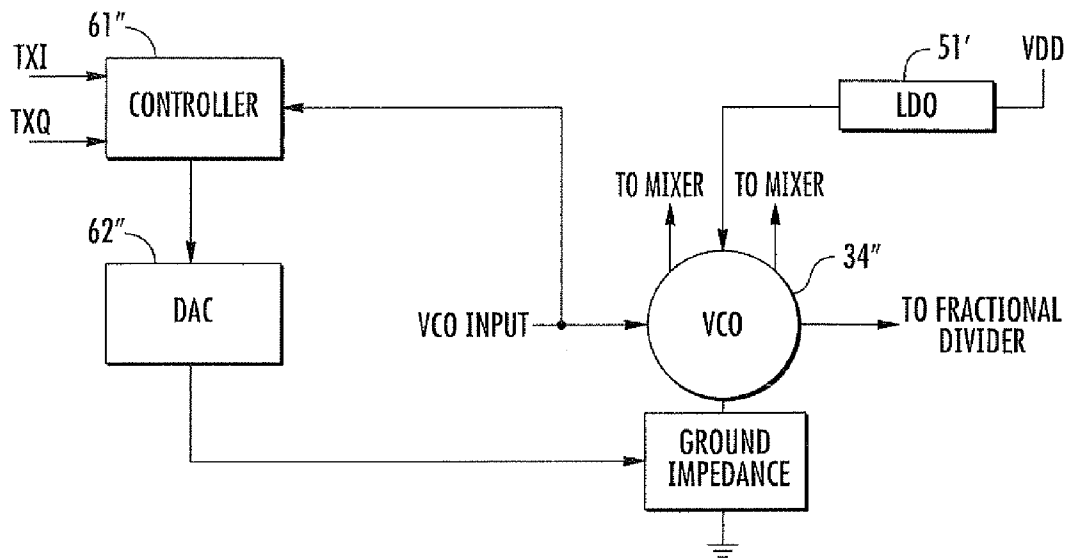 61"
TXI
TXQ
CONTROLLER
51'
VDD
LDO
TO MIXER
TO MIXER
62"
DAC
34"
VCO INPUT
VCO
TO FRACTIONAL
DIVIDER
GROUND
IMPEDANCE